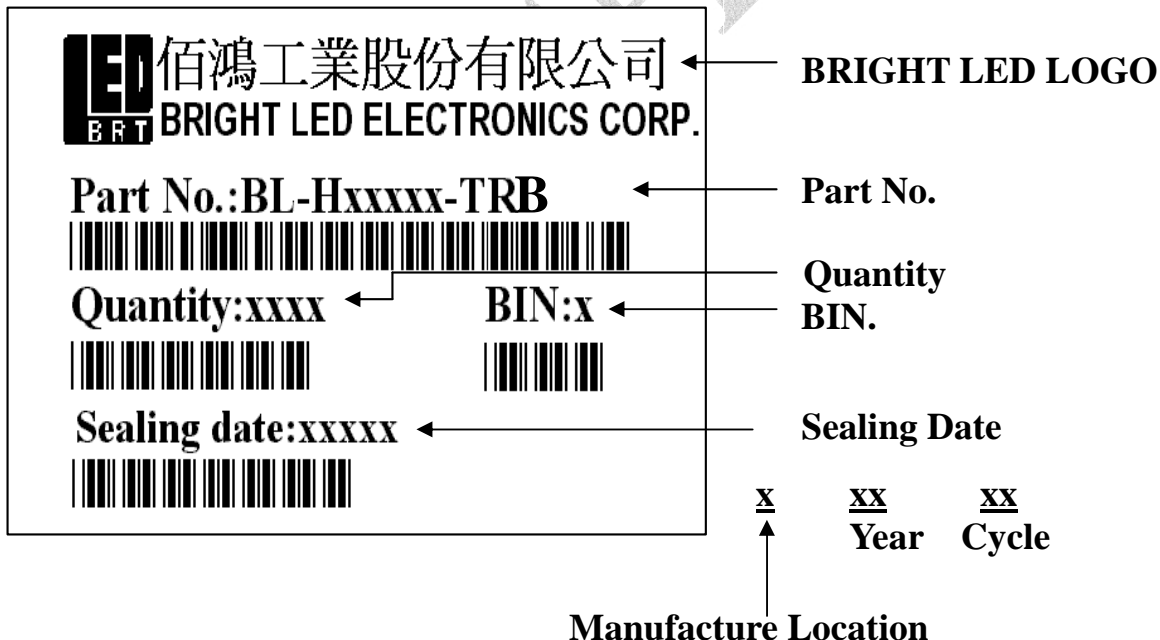 LED
BRT
佰鴻工業股份有限公司
BRIGHT LED ELECTRONICS CORP.
BRIGHT LED LOGO
Part No.:BL-Hxxxxx-TRB
Part No.
Quantity:xxxx
BIN:x
Quantity
BIN.
Sealing date:xxxxx
Sealing Date
x xx xx
Year Cycle
Manufacture Location